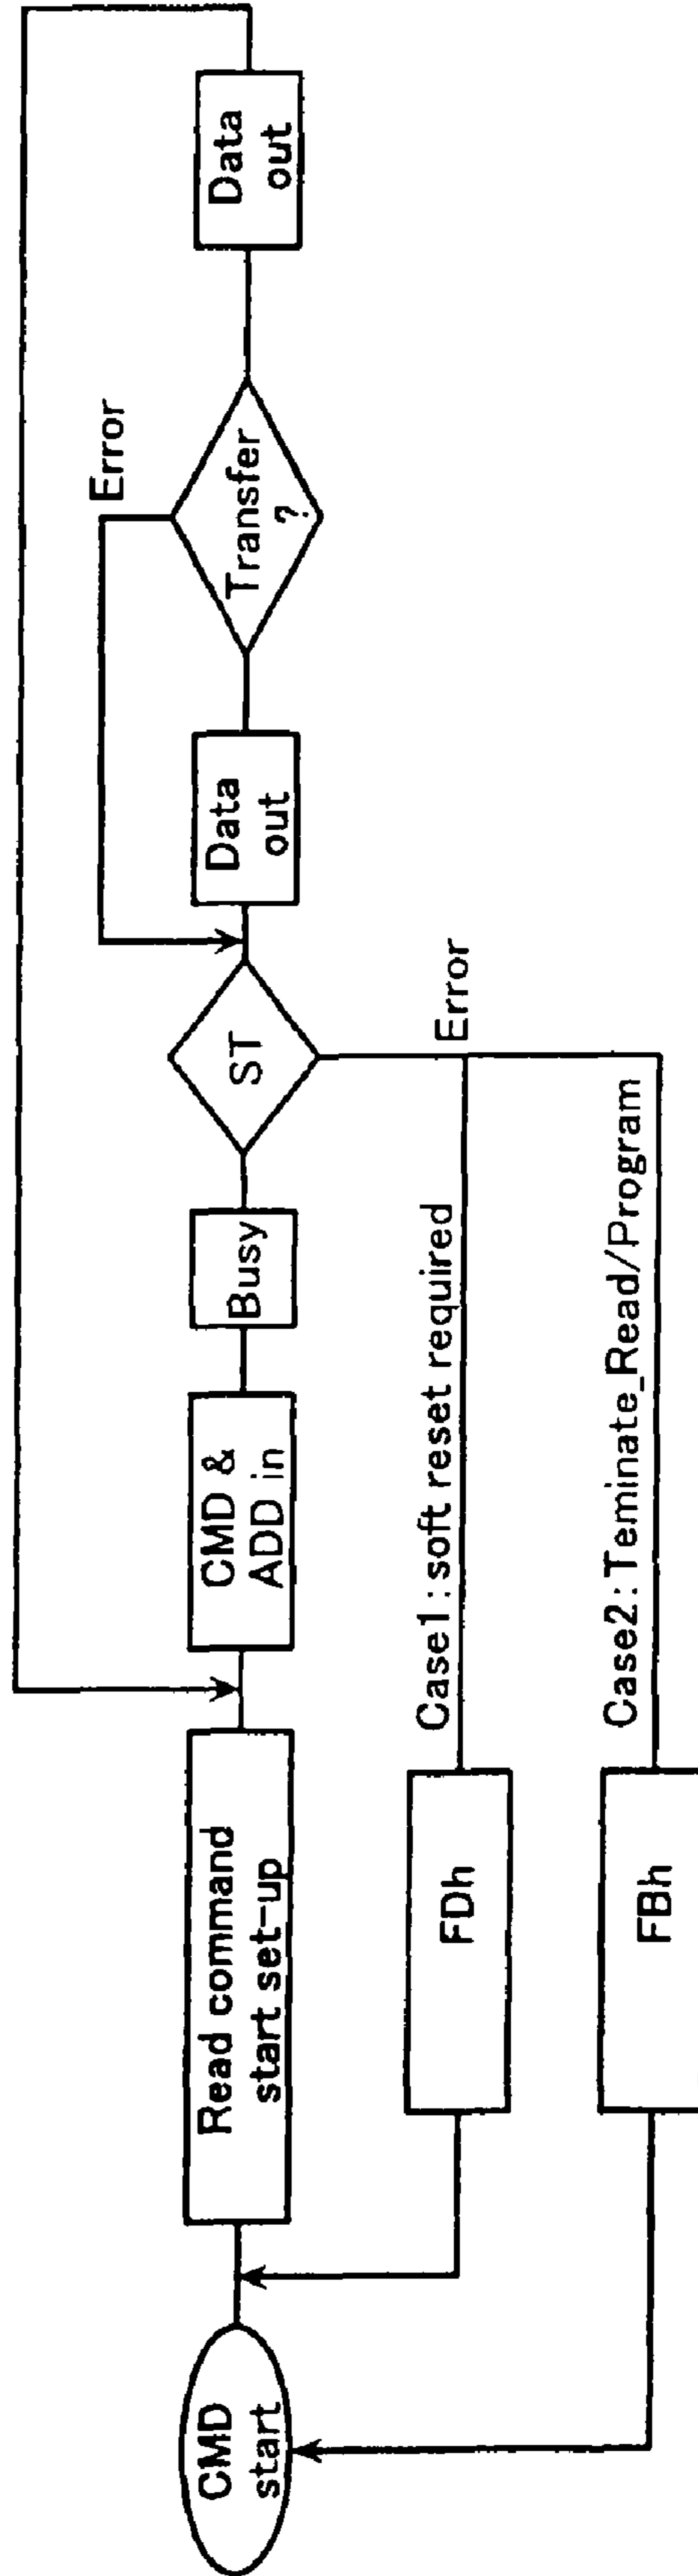 CMD
start
Read command
start set-up
CMD &
ADD in
Busy
ST
Data
out
Transfer
?
Data
out
Error
Error
Case1:soft reset required
FDh
Case2:Teminate_Read/Program
FBh